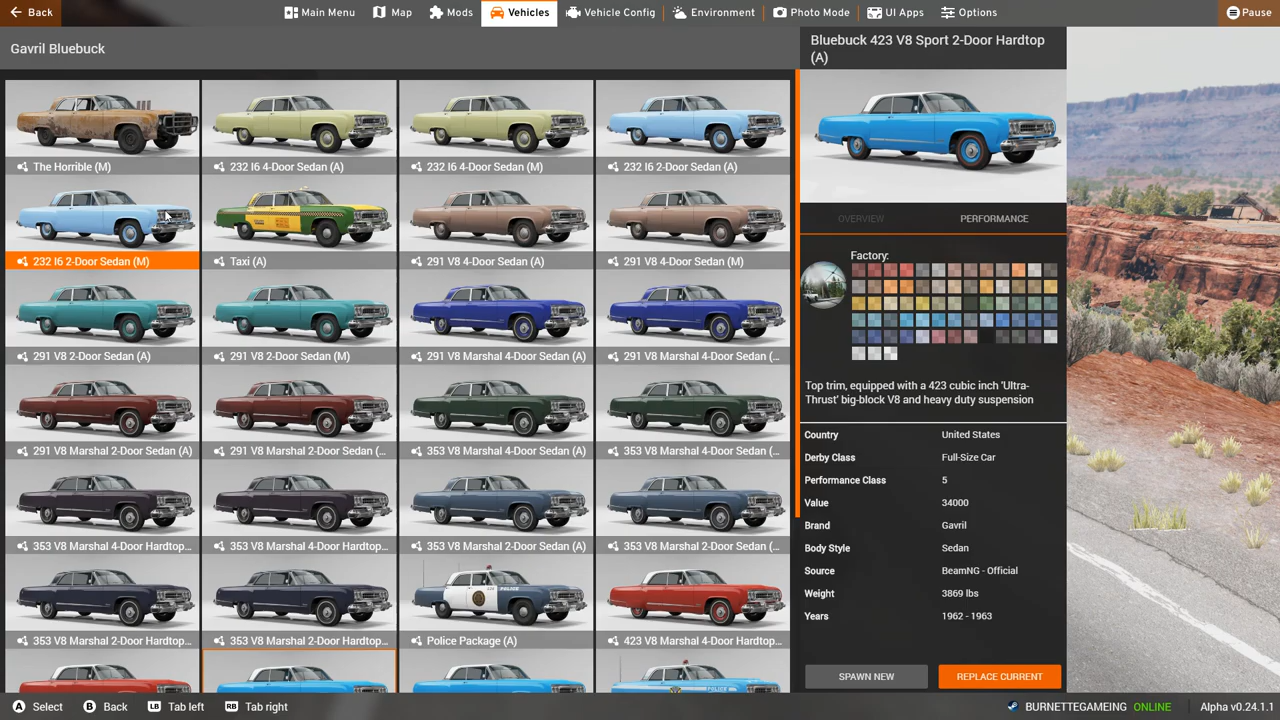 Back
Main Menu
Map
Mods
Vehicles
Vehicle Config
Environment
Photo Mode
UI Apps
Options
Pause
Gavril Bluebuck
The Horrible (M)
232 I6 4-Door Sedan (A)
232 I6 4-Door Sedan (M)
232 I6 2-Door Sedan (A)
232 I6 2-Door Sedan (M)
Taxi (A)
291 V8 4-Door Sedan (A)
291 V8 4-Door Sedan (M)
291 V8 2-Door Sedan (A)
291 V8 2-Door Sedan (M)
291 V8 Marshal 4-Door Sedan (A)
291 V8 Marshal 4-Door Sedan (...
291 V8 Marshal 2-Door Sedan (A)
291 V8 Marshal 2-Door Sedan (...
353 V8 Marshal 4-Door Sedan (A)
353 V8 Marshal 4-Door Sedan (...
353 V8 Marshal 4-Door Hardtop...
353 V8 Marshal 4-Door Hardtop...
353 V8 Marshal 2-Door Sedan (A)
353 V8 Marshal 2-Door Sedan (...
353 V8 Marshal 2-Door Hardtop...
353 V8 Marshal 2-Door Hardtop...
Police Package (A)
423 V8 Marshal 4-Door Hardtop...
Bluebuck 423 V8 Sport 2-Door Hardtop
(A)
OVERVIEW
PERFORMANCE
Factory:
Top trim, equipped with a 423 cubic inch 'Ultra-
Thrust' big-block V8 and heavy duty suspension
Country United States
Derby Class Full-Size Car
Performance Class 5
Value 34000
Brand Gavril
Body Style Sedan
Source BeamNG - Official
Weight 3869 lbs
Years 1962 - 1963
SPAWN NEW
REPLACE CURRENT
A Select
B Back
LB Tab left
RB Tab right
BURNETTEGAMEING ONLINE
Alpha v0.24.1.1